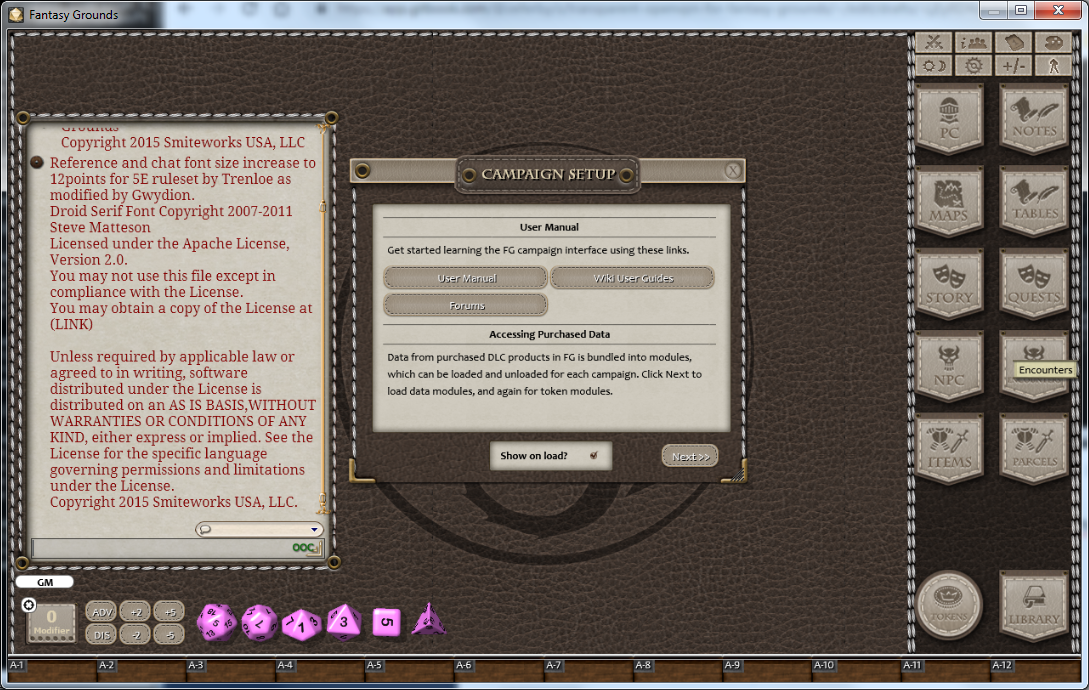 Fantasy Grounds
Grounds
Copyright 2015 Smiteworks USA, LLC
Reference and chat font size increase to
12points for 5E ruleset by Trenloe as
modified by Gwydion.
Droid Serif Font Copyright 2007-2011
Steve Matteson
Licensed under the Apache License,
Version 2.0.
You may not use this file except in
compliance with the License.
You may obtain a copy of the License at
(LINK)
Unless required by applicable law or
agreed to in writing, software
distributed under the License is
distributed on an AS IS BASIS,WITHOUT
WARRANTIES OR CONDITIONS OF ANY
KIND, either express or implied. See the
License for the specific language
governing permissions and limitations
under the License.
Copyright 2015 Smiteworks USA, LLC.
OOC
GM
0
Modifier
ADV
+2
+5
DIS
-2
-5
CAMPAIGN SETUP
X
User Manual
Get started learning the FG campaign interface using these links.
User Manual
Wiki User Guides
Forums
Accessing Purchased Data
Data from purchased DLC products in FG is bundled into modules,
which can be loaded and unloaded for each campaign. Click Next to
load data modules, and again for token modules.
Show on load?
Next >>
+/-
PC
NOTES
MAPS
TABLES
STORY
QUESTS
NPC
Encounters
ITEMS
PARCELS
TOKENS
LIBRARY
7
1
3
3
5
A-1
A-2
A-3
A-4
A-5
A-6
A-7
A-8
A-9
A-10
A-11
A-12